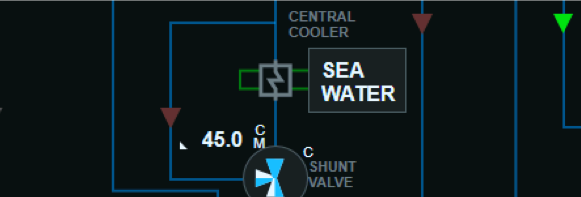 CENTRAL
COOLER
SEA
WATER
45.0 C
M
C
SHUNT
VALVE